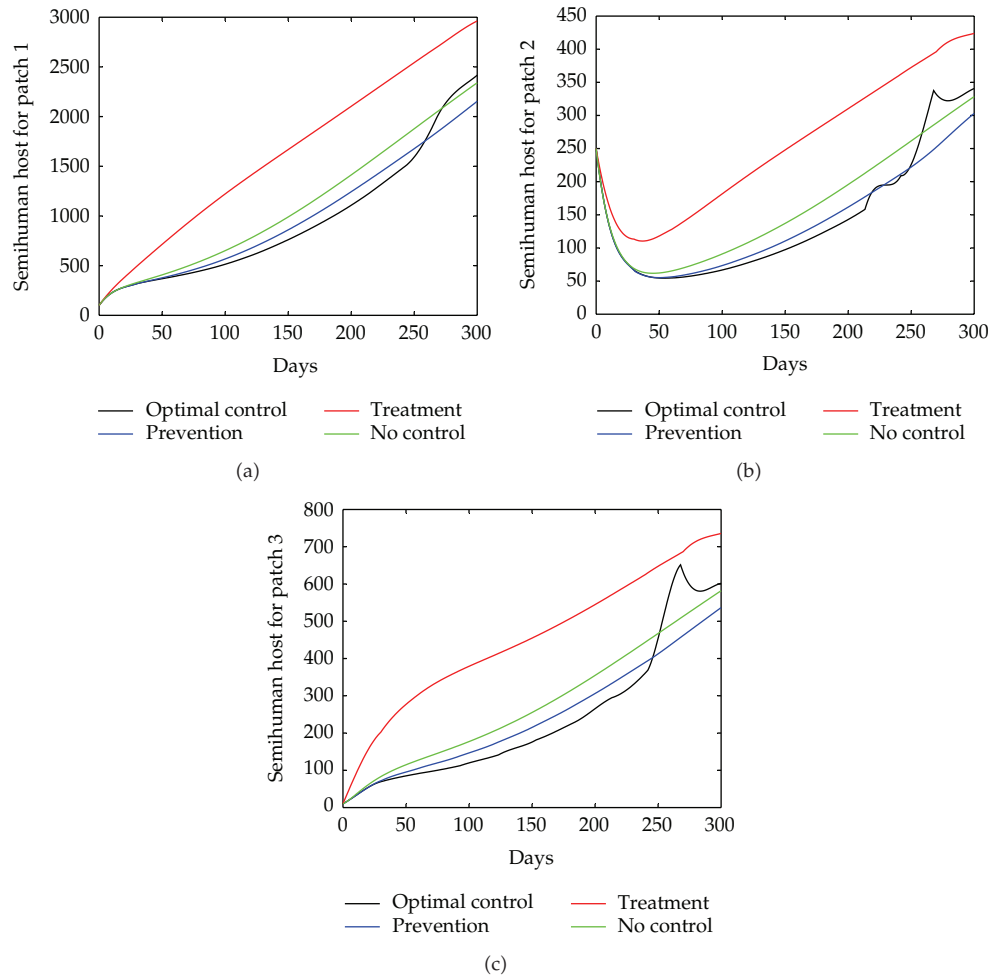 3000
2500
2000
1500
1000
500
0
Semihuman host for patch 1
0 50 100 150 200 250 300
Days
Optimal control Treatment
Prevention No control
(a)
450
400
350
300
250
200
150
100
50
0
Semihuman host for patch 2
0 50 100 150 200 250 300
Days
Optimal control Treatment
Prevention No control
(b)
800
700
600
500
400
300
200
100
0
Semihuman host for patch 3
0 50 100 150 200 250 300
Days
Optimal control Treatment
Prevention No control
(c)